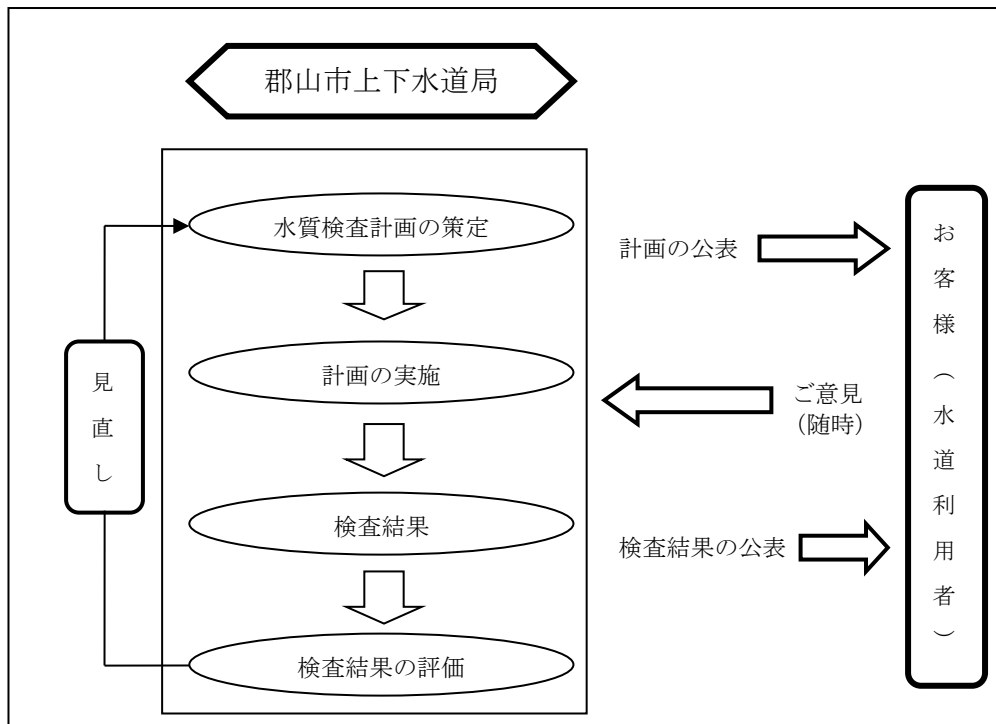 郡山市上下水道局
水質検査計画の策定
計画の実施
検査結果
検査結果の評価
見直し
計画の公表
ご意見
(随時)
検査結果の公表
お客様（水道利用者）